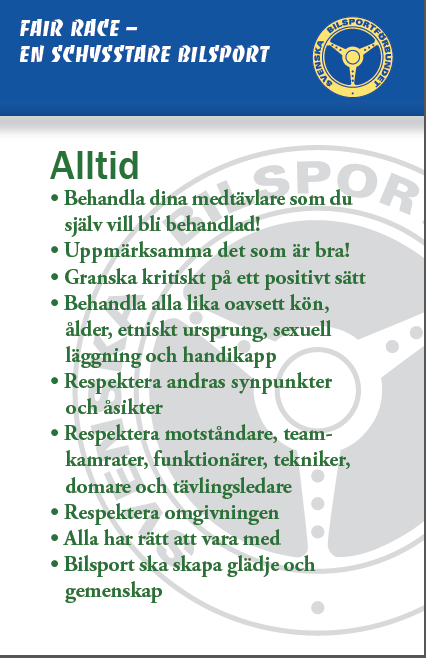 FAIR RACE –
EN SCHYSSTARE BILSPORT
SVENSKA BILSPORTFÖRBUNDET
Alltid
• Behandla dina medtävlare som du
själv vill bli behandlad!
• Uppmärksamma det som är bra!
• Granska kritiskt på ett positivt sätt
• Behandla alla lika oavsett kön,
ålder, etniskt ursprung, sexuell
läggning och handikapp
• Respektera andras synpunkter
och åsikter
• Respektera motståndare, team-
kamrater, funktionärer, tekniker,
domare och tävlingsledare
• Respektera omgivningen
• Alla har rätt att vara med
• Bilsport ska skapa glädje och
gemenskap
SVENSKA BILSPOR